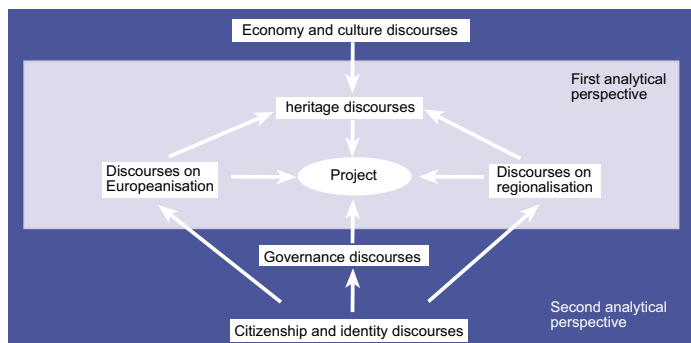 Economy and culture discourses
First analytical
perspective
heritage discourses
Discourses on
Europeanisation
Project
Discourses on
regionalisation
Governance discourses
Second analytical
perspective
Citizenship and identity discourses